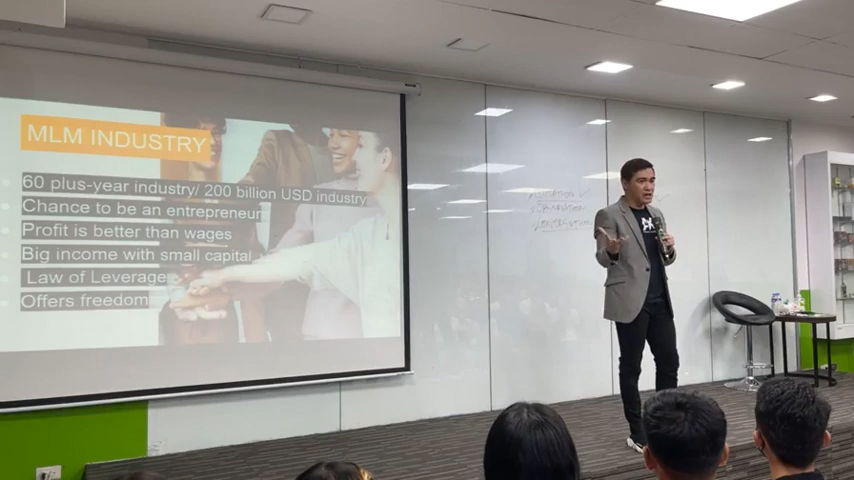 MLM INDUSTRY
60 plus-year industry/ 200 billion USD industry
Chance to be an entrepreneur
Profit is better than wages
Big income with small capital
Law of Leverage
Offers freedom